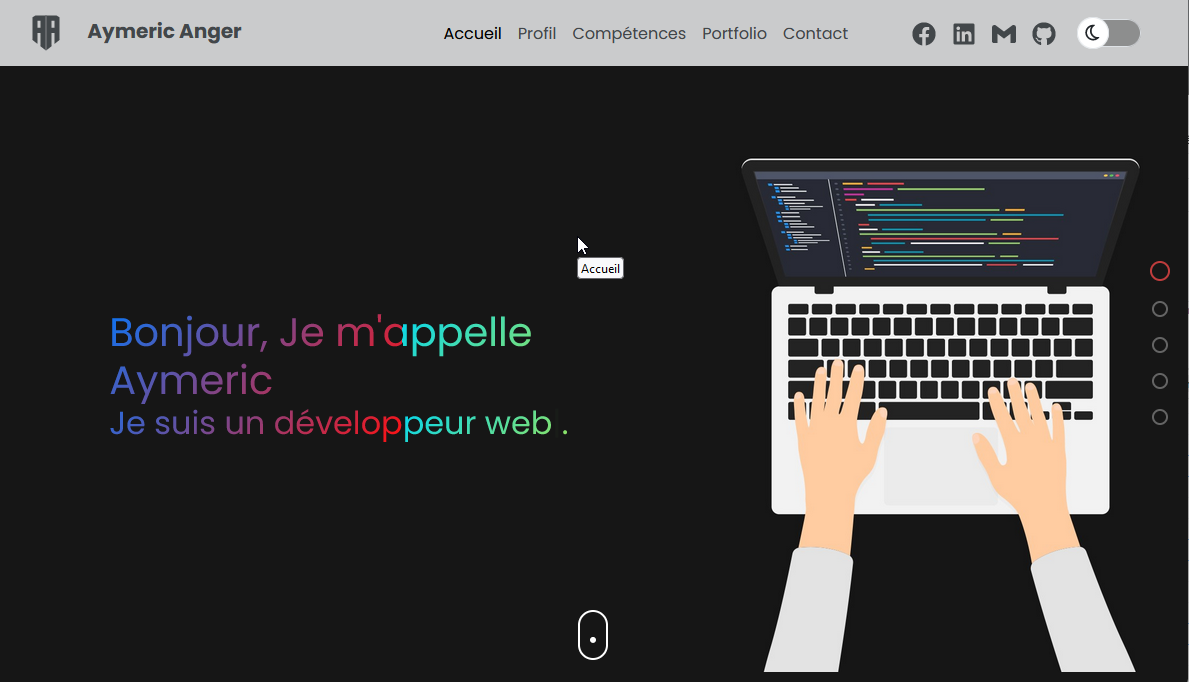 Aymeric Anger
Accueil Profil Compétences Portfolio Contact
Accueil
Bonjour, Je m'appelle
Aymeric
Je suis un développeur web .